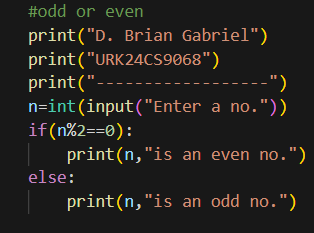 #odd or even
print("D. Brian Gabriel")
print("URK24CS9068")
print("------------------")
n=int(input("Enter a no."))
if(n%2==0):
    print(n,"is an even no.")
else:
    print(n,"is an odd no.")